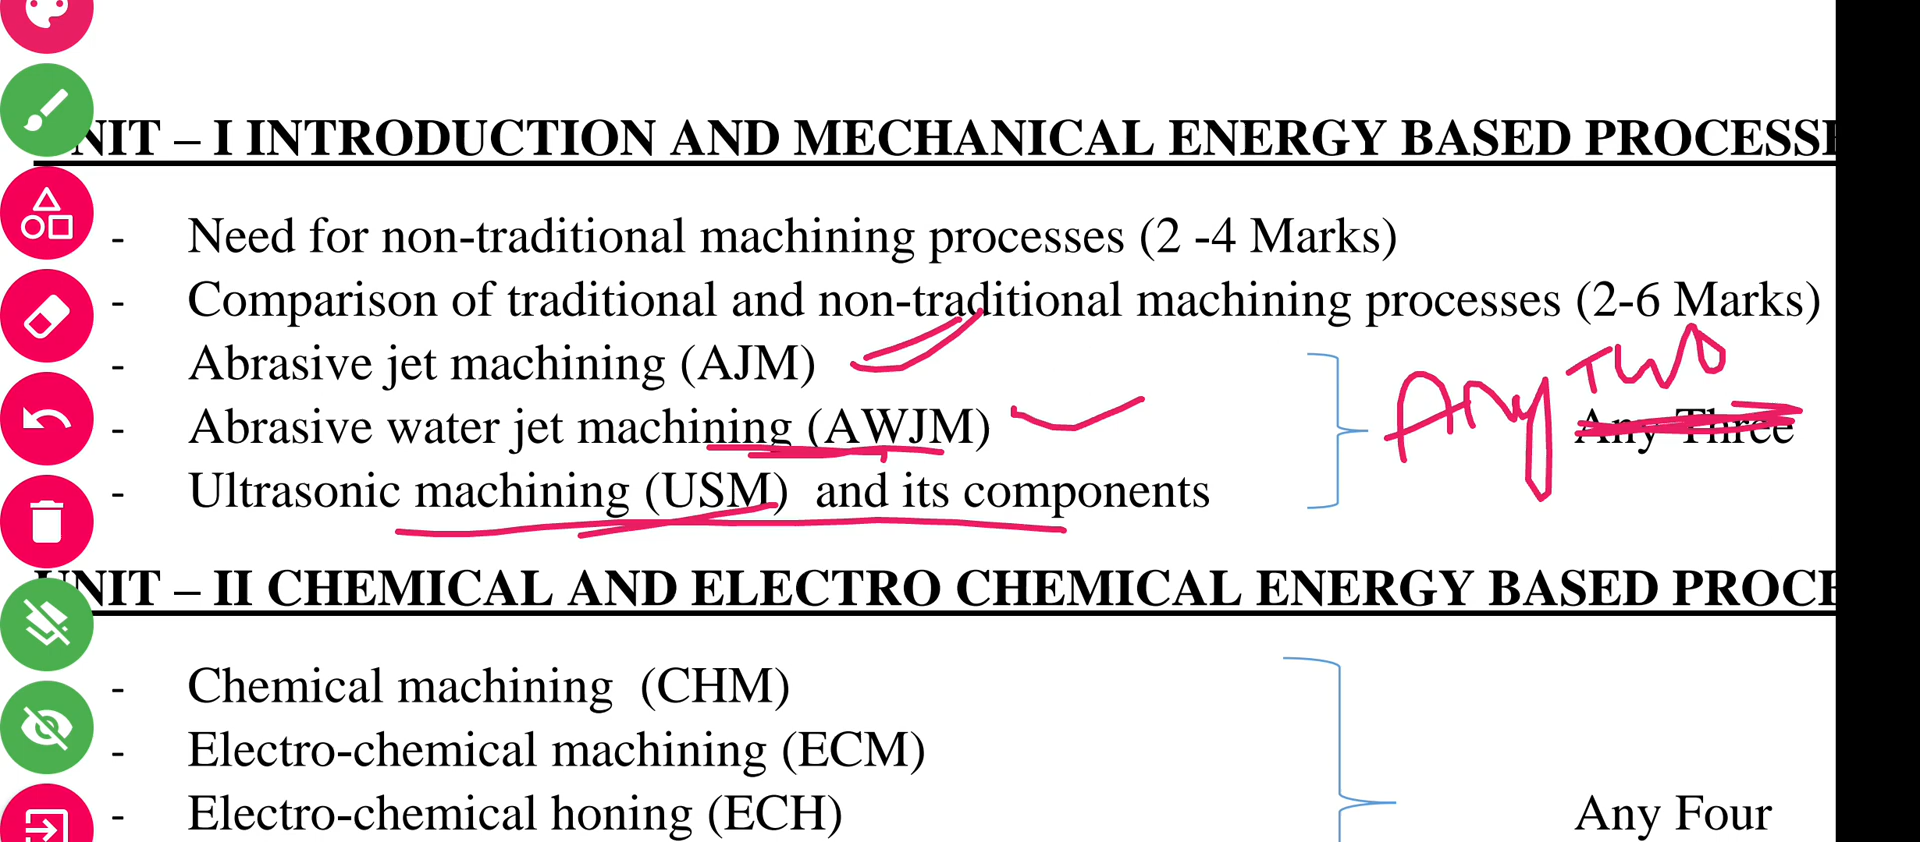 NIT – I INTRODUCTION AND MECHANICAL ENERGY BASED PROCESSE
- Need for non-traditional machining processes (2 -4 Marks)
- Comparison of traditional and non-traditional machining processes (2-6 Marks)
- Abrasive jet machining (AJM)
Any Two
- Abrasive water jet machining (AWJM) Any Three
- Ultrasonic machining (USM) and its components
UNIT – II CHEMICAL AND ELECTRO CHEMICAL ENERGY BASED PROCE
- Chemical machining (CHM)
- Electro-chemical machining (ECM)
- Electro-chemical honing (ECH) Any Four